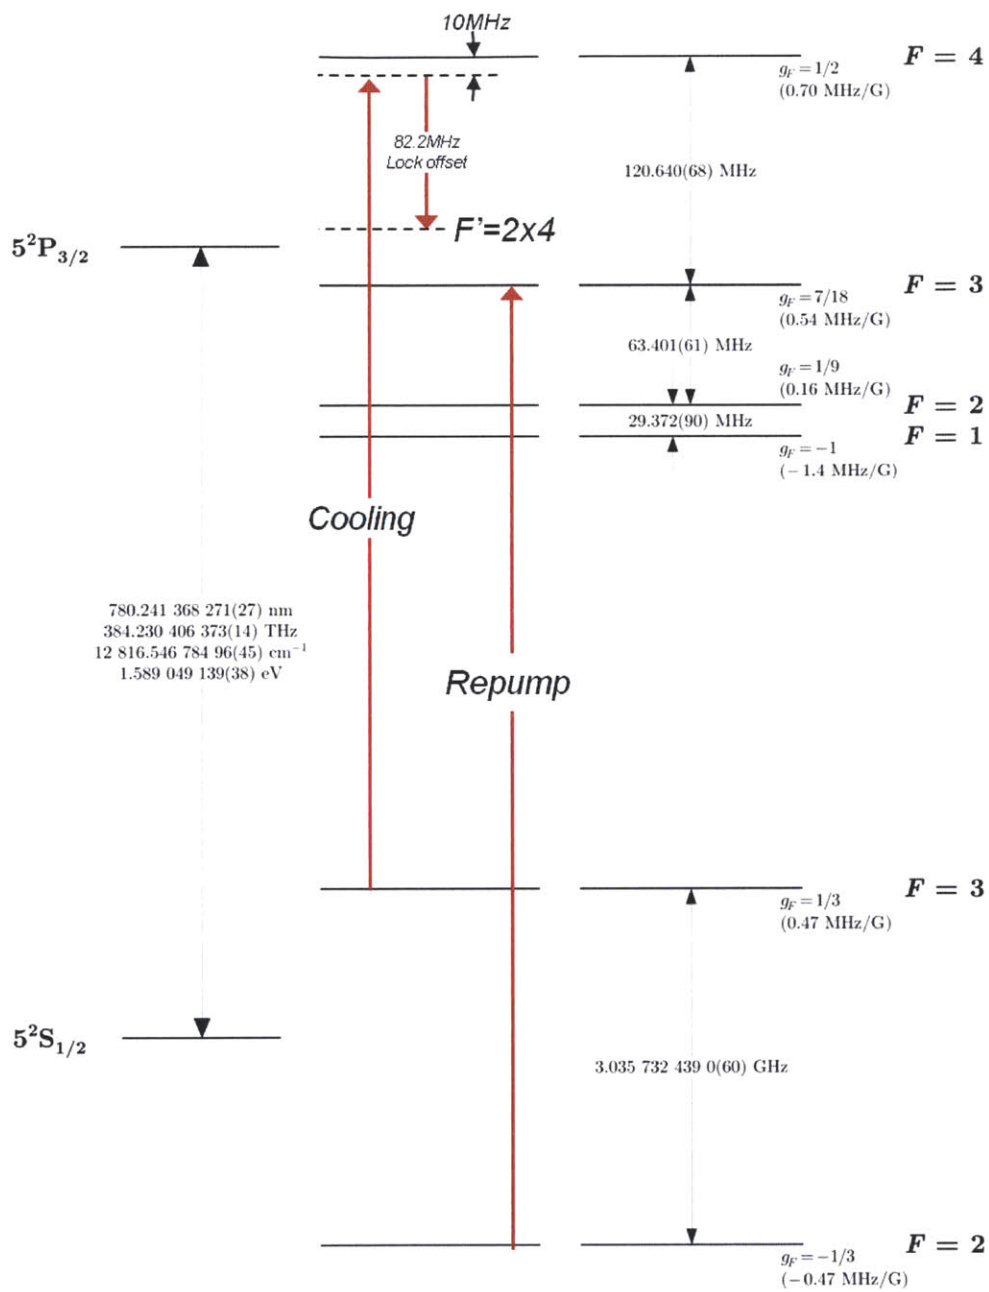 10MHz
F = 4
g_F = 1/2
(0.70 MHz/G)
82.2MHz
Lock offset
120.640(68) MHz
F'=2x4
5²P₃/₂
F = 3
g_F = 7/18
(0.54 MHz/G)
63.401(61) MHz
g_F = 1/9
(0.16 MHz/G)
F = 2
29.372(90) MHz
F = 1
g_F = −1
(−1.4 MHz/G)
Cooling
780.241 368 271(27) nm
384.230 406 373(14) THz
12 816.546 784 96(45) cm⁻¹
1.589 049 139(38) eV
Repump
F = 3
g_F = 1/3
(0.47 MHz/G)
5²S₁/₂
3.035 732 439 0(60) GHz
F = 2
g_F = −1/3
(−0.47 MHz/G)